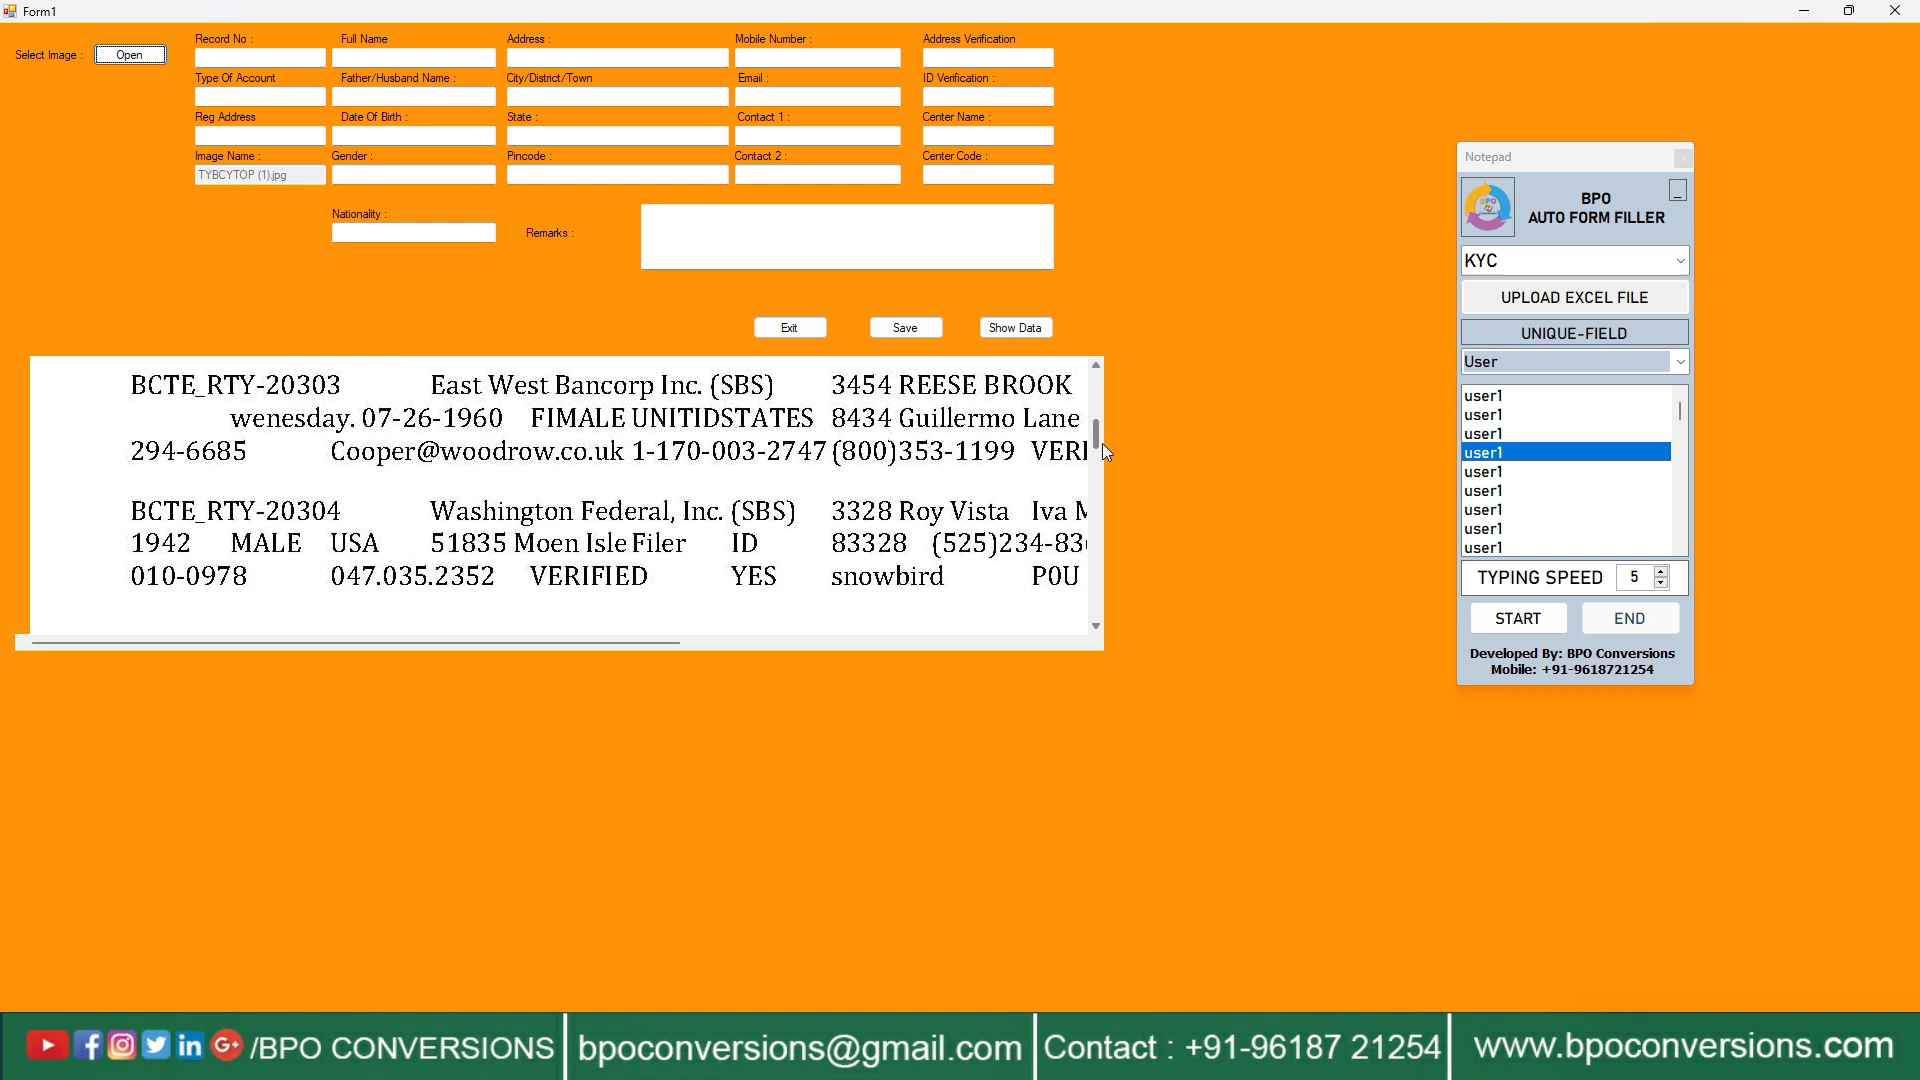 Form1
Select Image :
Open
Record No :
Full Name
Address :
Mobile Number :
Address Verification
Type Of Account
Father/Husband Name :
City/District/Town
Email :
ID Verification :
Reg Address
Date Of Birth :
State :
Contact 1 :
Center Name :
Image Name :
Gender :
Pincode :
Contact 2 :
Center Code :
TYBCYTOP (1).jpg
Nationality :
Remarks :
Exit
Save
Show Data
BCTE_RTY-20303 East West Bancorp Inc. (SBS) 3454 REESE BROOK
wenesday. 07-26-1960 FIMALE UNITIDSTATES 8434 Guillermo Lane
294-6685 Cooper@woodrow.co.uk 1-170-003-2747 (800)353-1199
BCTE_RTY-20304 Washington Federal, Inc. (SBS) 3328 Roy Vista Iva
1942 MALE USA 51835 Moen Isle Filer ID 83328
010-0978 047.035.2352 VERIFIED YES snowbird P0U
Notepad
BPO
BPO
AUTO FORM FILLER
KYC
UPLOAD EXCEL FILE
UNIQUE-FIELD
User
user1
user1
user1
user1
user1
user1
user1
user1
user1
TYPING SPEED 5
START
END
Developed By: BPO Conversions
Mobile: +91-9618721254
/BPO CONVERSIONS
bpoconversions@gmail.com
Contact : +91-96187 21254
www.bpoconversions.com